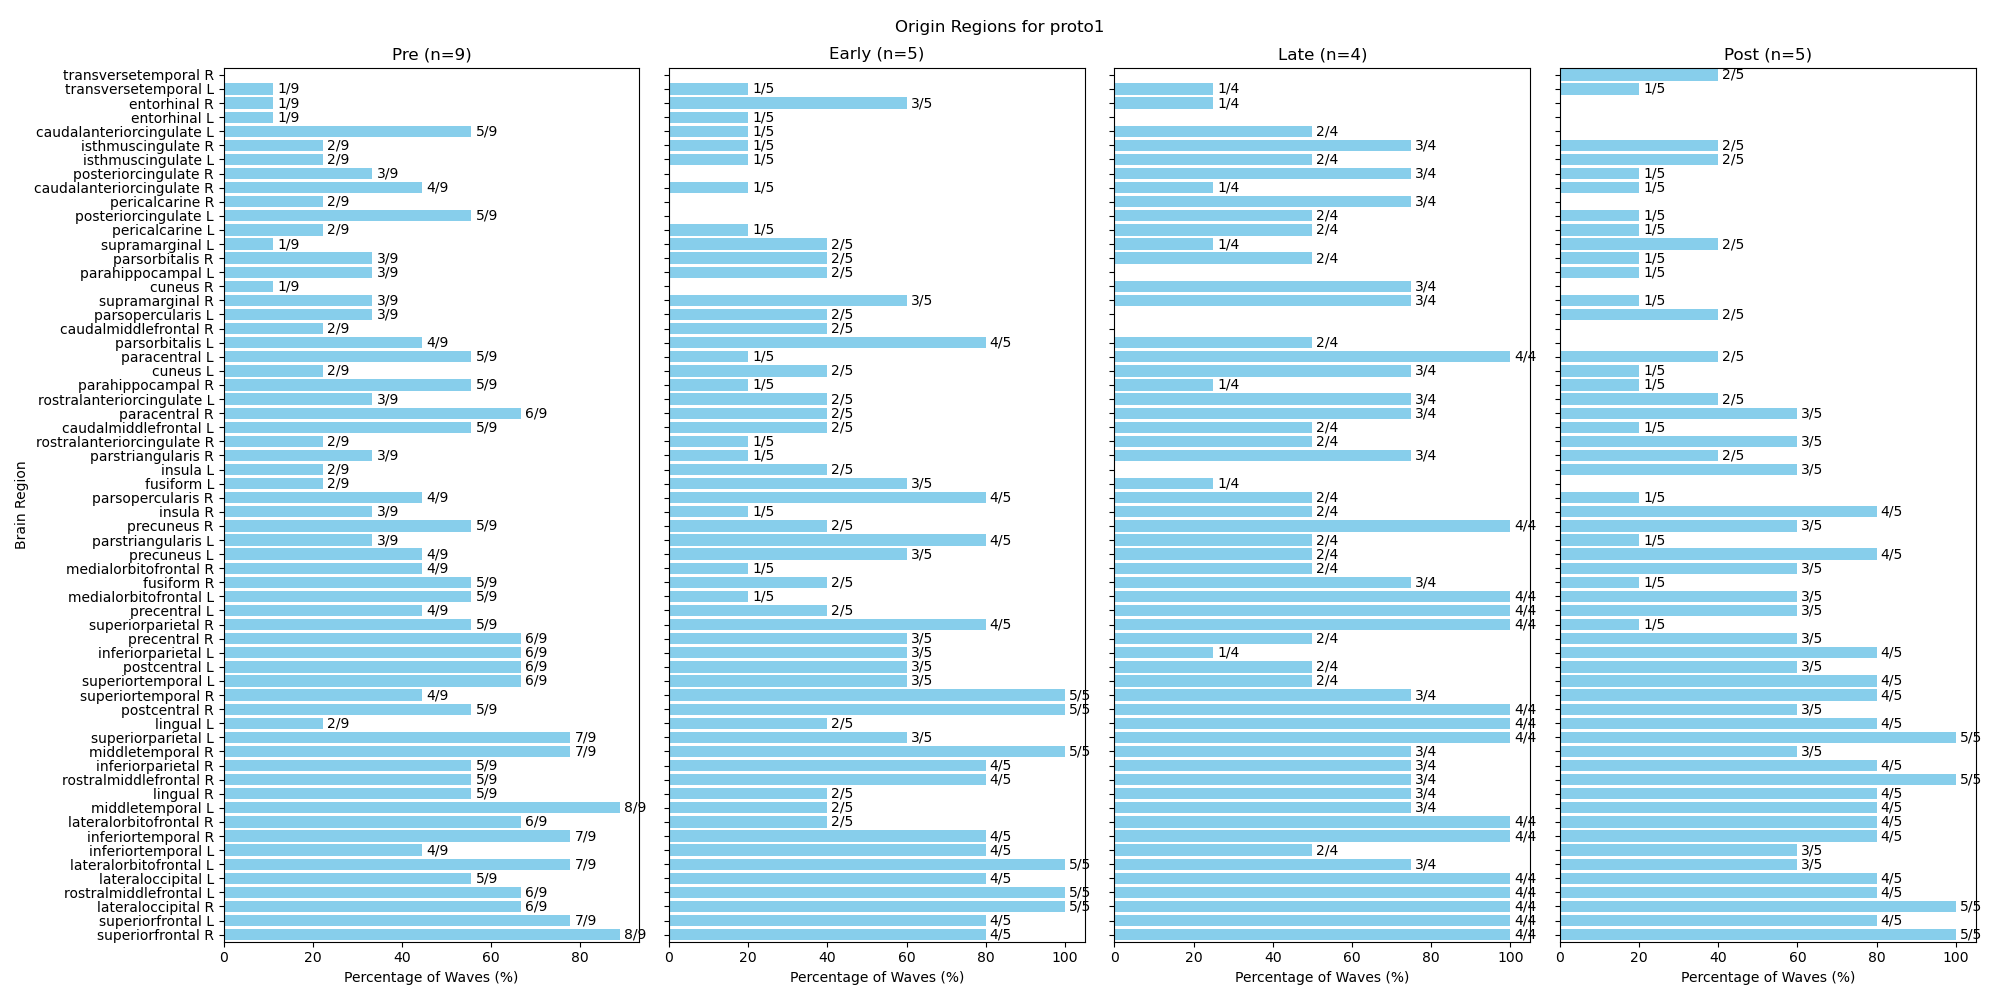 Origin Regions for proto1
Pre (n=9) Early (n=5) Late (n=4) Post (n=5)
transversetemporal R 2/5
transversetemporal L 1/9 1/5 1/4 1/5
entorhinal R 1/9 3/5 1/4
entorhinal L 1/9 1/5
caudalanteriorcingulate L 5/9 1/5 2/4
isthmuscingulate R 2/9 1/5 3/4 2/5
isthmuscingulate L 2/9 1/5 2/4 2/5
posteriorcingulate R 3/9 3/4 1/5
caudalanteriorcingulate R 4/9 1/5 1/4 1/5
pericalcarine R 2/9 3/4
posteriorcingulate L 5/9 2/4 1/5
pericalcarine L 2/9 1/5 2/4 1/5
supramarginal L 1/9 2/5 1/4 2/5
parsorbitalis R 3/9 2/5 2/4 1/5
parahippocampal L 3/9 2/5 1/5
cuneus R 1/9 3/4
supramarginal R 3/9 3/5 3/4 1/5
parsopercularis L 3/9 2/5 2/5
caudalmiddlefrontal R 2/9 2/5
parsorbitalis L 4/9 4/5 2/4
paracentral L 5/9 1/5 4/4 2/5
cuneus L 2/9 2/5 3/4 1/5
parahippocampal R 5/9 1/5 1/4 1/5
rostralanteriorcingulate L 3/9 2/5 3/4 2/5
paracentral R 6/9 2/5 3/4 3/5
caudalmiddlefrontal L 5/9 2/5 2/4 1/5
rostralanteriorcingulate R 2/9 1/5 2/4 3/5
parstriangularis R 3/9 1/5 3/4 2/5
insula L 2/9 2/5 3/5
fusiform L 2/9 3/5 1/4
parsopercularis R 4/9 4/5 2/4 1/5
insula R 3/9 1/5 2/4 4/5
precuneus R 5/9 2/5 4/4 3/5
parstriangularis L 3/9 4/5 2/4 1/5
precuneus L 4/9 3/5 2/4 4/5
medialorbitofrontal R 4/9 1/5 2/4 3/5
fusiform R 5/9 2/5 3/4 1/5
medialorbitofrontal L 5/9 1/5 4/4 3/5
precentral L 4/9 2/5 4/4 3/5
superiorparietal R 5/9 4/5 4/4 1/5
precentral R 6/9 3/5 2/4 3/5
inferiorparietal L 6/9 3/5 1/4 4/5
postcentral L 6/9 3/5 2/4 3/5
superiortemporal L 6/9 3/5 2/4 4/5
superiortemporal R 4/9 5/5 3/4 4/5
postcentral R 5/9 5/5 4/4 3/5
lingual L 2/9 2/5 4/4 4/5
superiorparietal L 7/9 3/5 4/4 5/5
middletemporal R 7/9 5/5 3/4 3/5
inferiorparietal R 5/9 4/5 3/4 4/5
rostralmiddlefrontal R 5/9 4/5 3/4 5/5
lingual R 5/9 2/5 3/4 4/5
middletemporal L 8/9 2/5 3/4 4/5
lateralorbitofrontal R 6/9 2/5 4/4 4/5
inferiortemporal R 7/9 4/5 4/4 4/5
inferiortemporal L 4/9 4/5 2/4 3/5
lateralorbitofrontal L 7/9 5/5 3/4 3/5
lateraloccipital L 5/9 4/5 4/4 4/5
rostralmiddlefrontal L 6/9 5/5 4/4 4/5
lateraloccipital R 6/9 5/5 4/4 5/5
superiorfrontal L 7/9 4/5 4/4 4/5
superiorfrontal R 8/9 4/5 4/4 5/5
Brain Region
0 20 40 60 80 0 20 40 60 80 100 0 20 40 60 80 100 0 20 40 60 80 100
Percentage of Waves (%) Percentage of Waves (%) Percentage of Waves (%) Percentage of Waves (%)